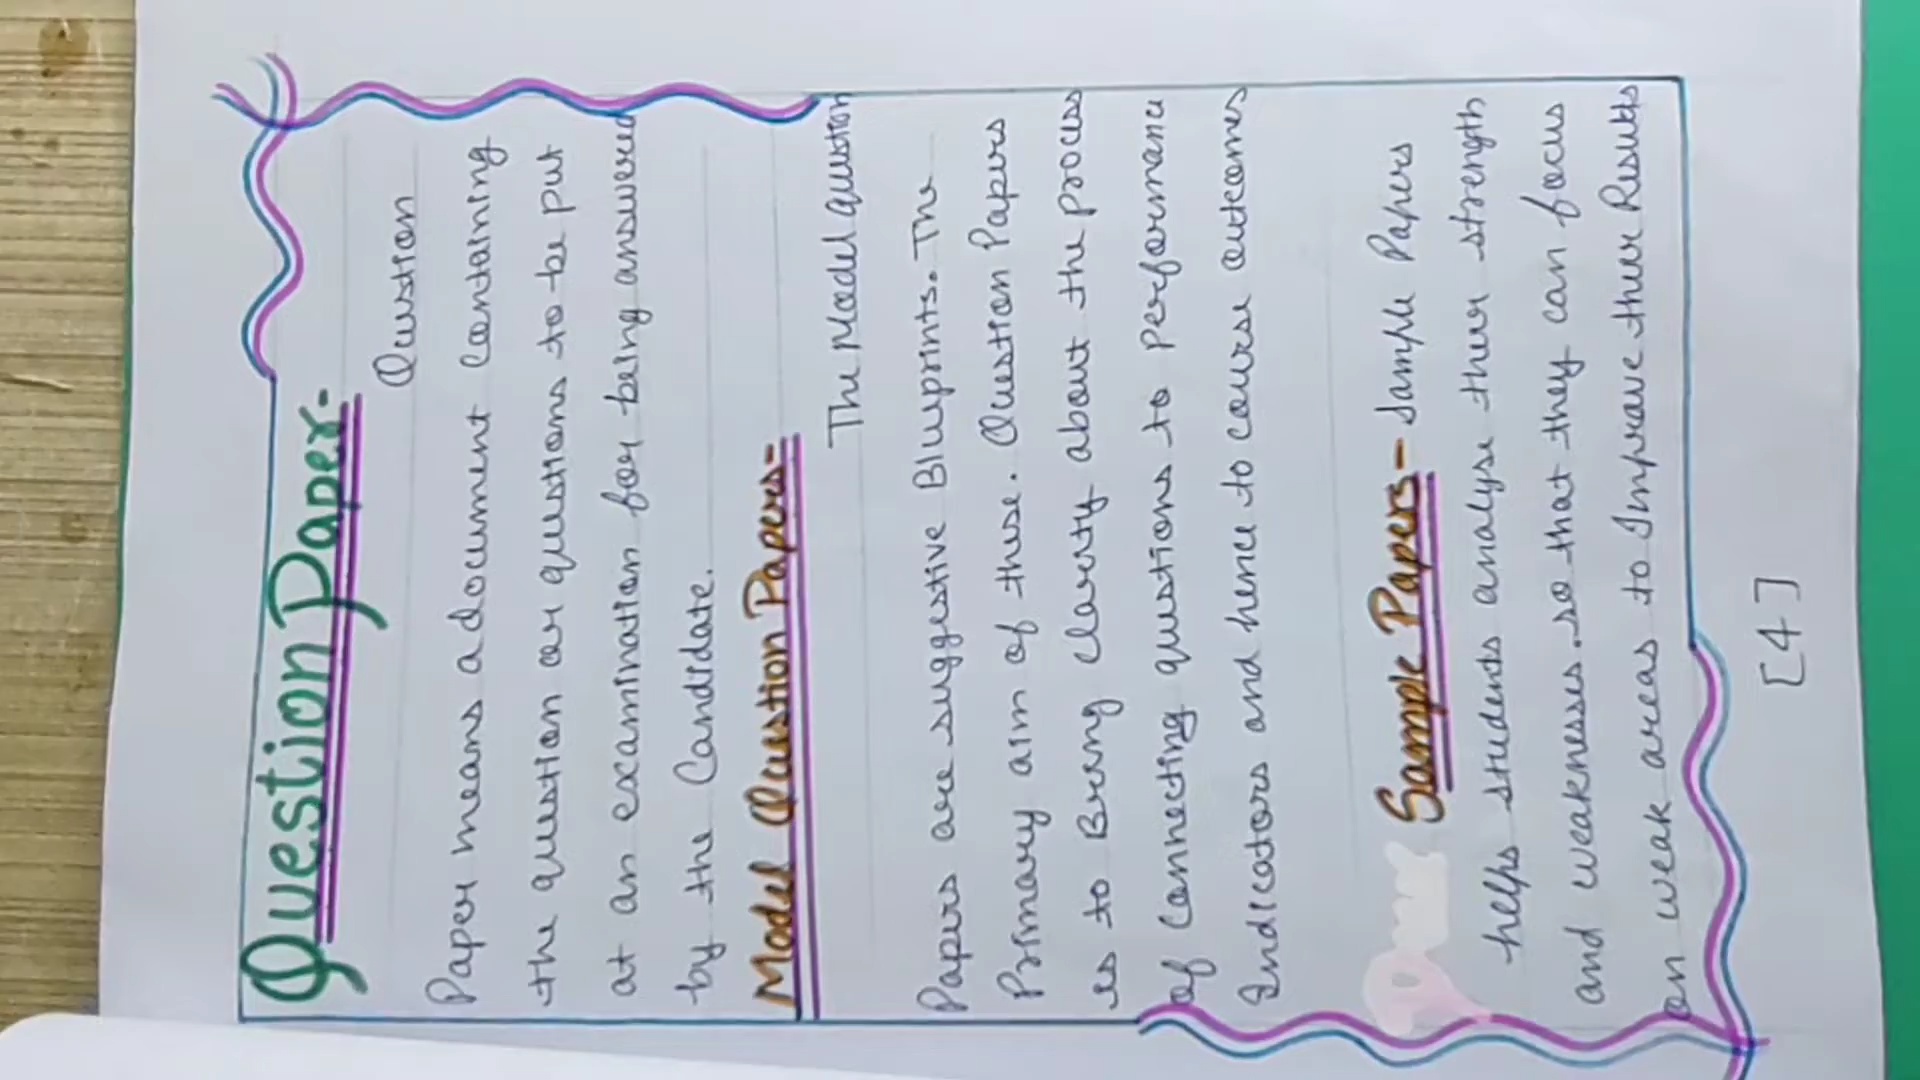 Question Paper-
Question
Paper means a document containing
the question or questions to be put
at an examination for being answered
by the Candidate.
Model Question Papers-
The Model question
Papers are suggestive Blueprints. The
Primary aim of these. Question Papers
is to Bring clarity about the process
of Connecting questions to performance
Indicators and hence to course outcomes
Sample Papers- Sample Papers
helps students analyse their strength
and weaknesses. so that they can focus
on weak areas to Improve their Results
[4]